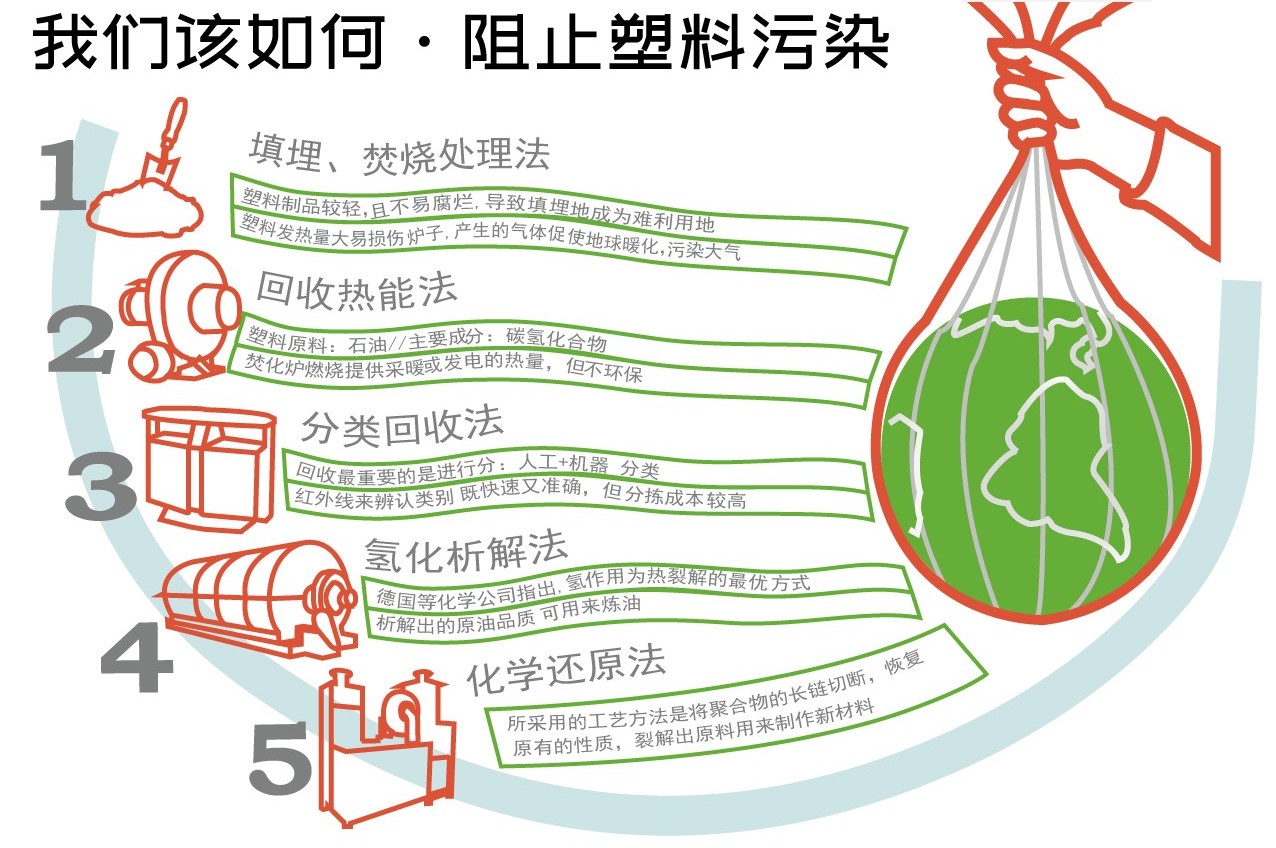 我们该如何·阻止塑料污染
1
填埋、焚烧处理法
塑料制品较轻,且不易腐烂,导致填埋地成为难利用地
塑料发热量大易损伤炉子,产生的气体促使地球暖化,污染大气
2
回收热能法
塑料原料：石油//主要成分：碳氢化合物
焚化炉燃烧提供采暖或发电的热量，但不环保
3
分类回收法
回收最重要的是进行分：人工+机器 分类
红外线来辨认类别 既快速又准确，但分拣成本较高
4
氢化析解法
德国等化学公司指出,氢作用为热裂解的最优方式
析解出的原油品质 可用来炼油
5
化学还原法
所采用的工艺方法是将聚合物的长链切断，恢复
原有的性质，裂解出原料用来制作新材料